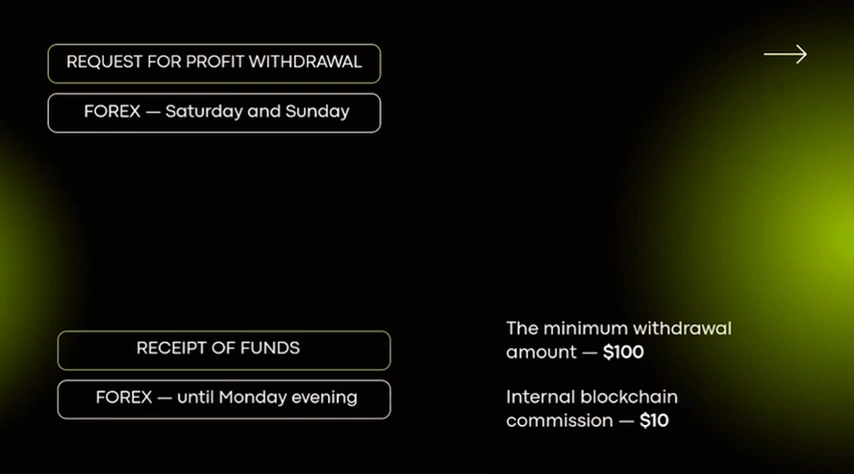 REQUEST FOR PROFIT WITHDRAWAL
FOREX — Saturday and Sunday
RECEIPT OF FUNDS
FOREX — until Monday evening
The minimum withdrawal
amount — $100
Internal blockchain
commission — $10